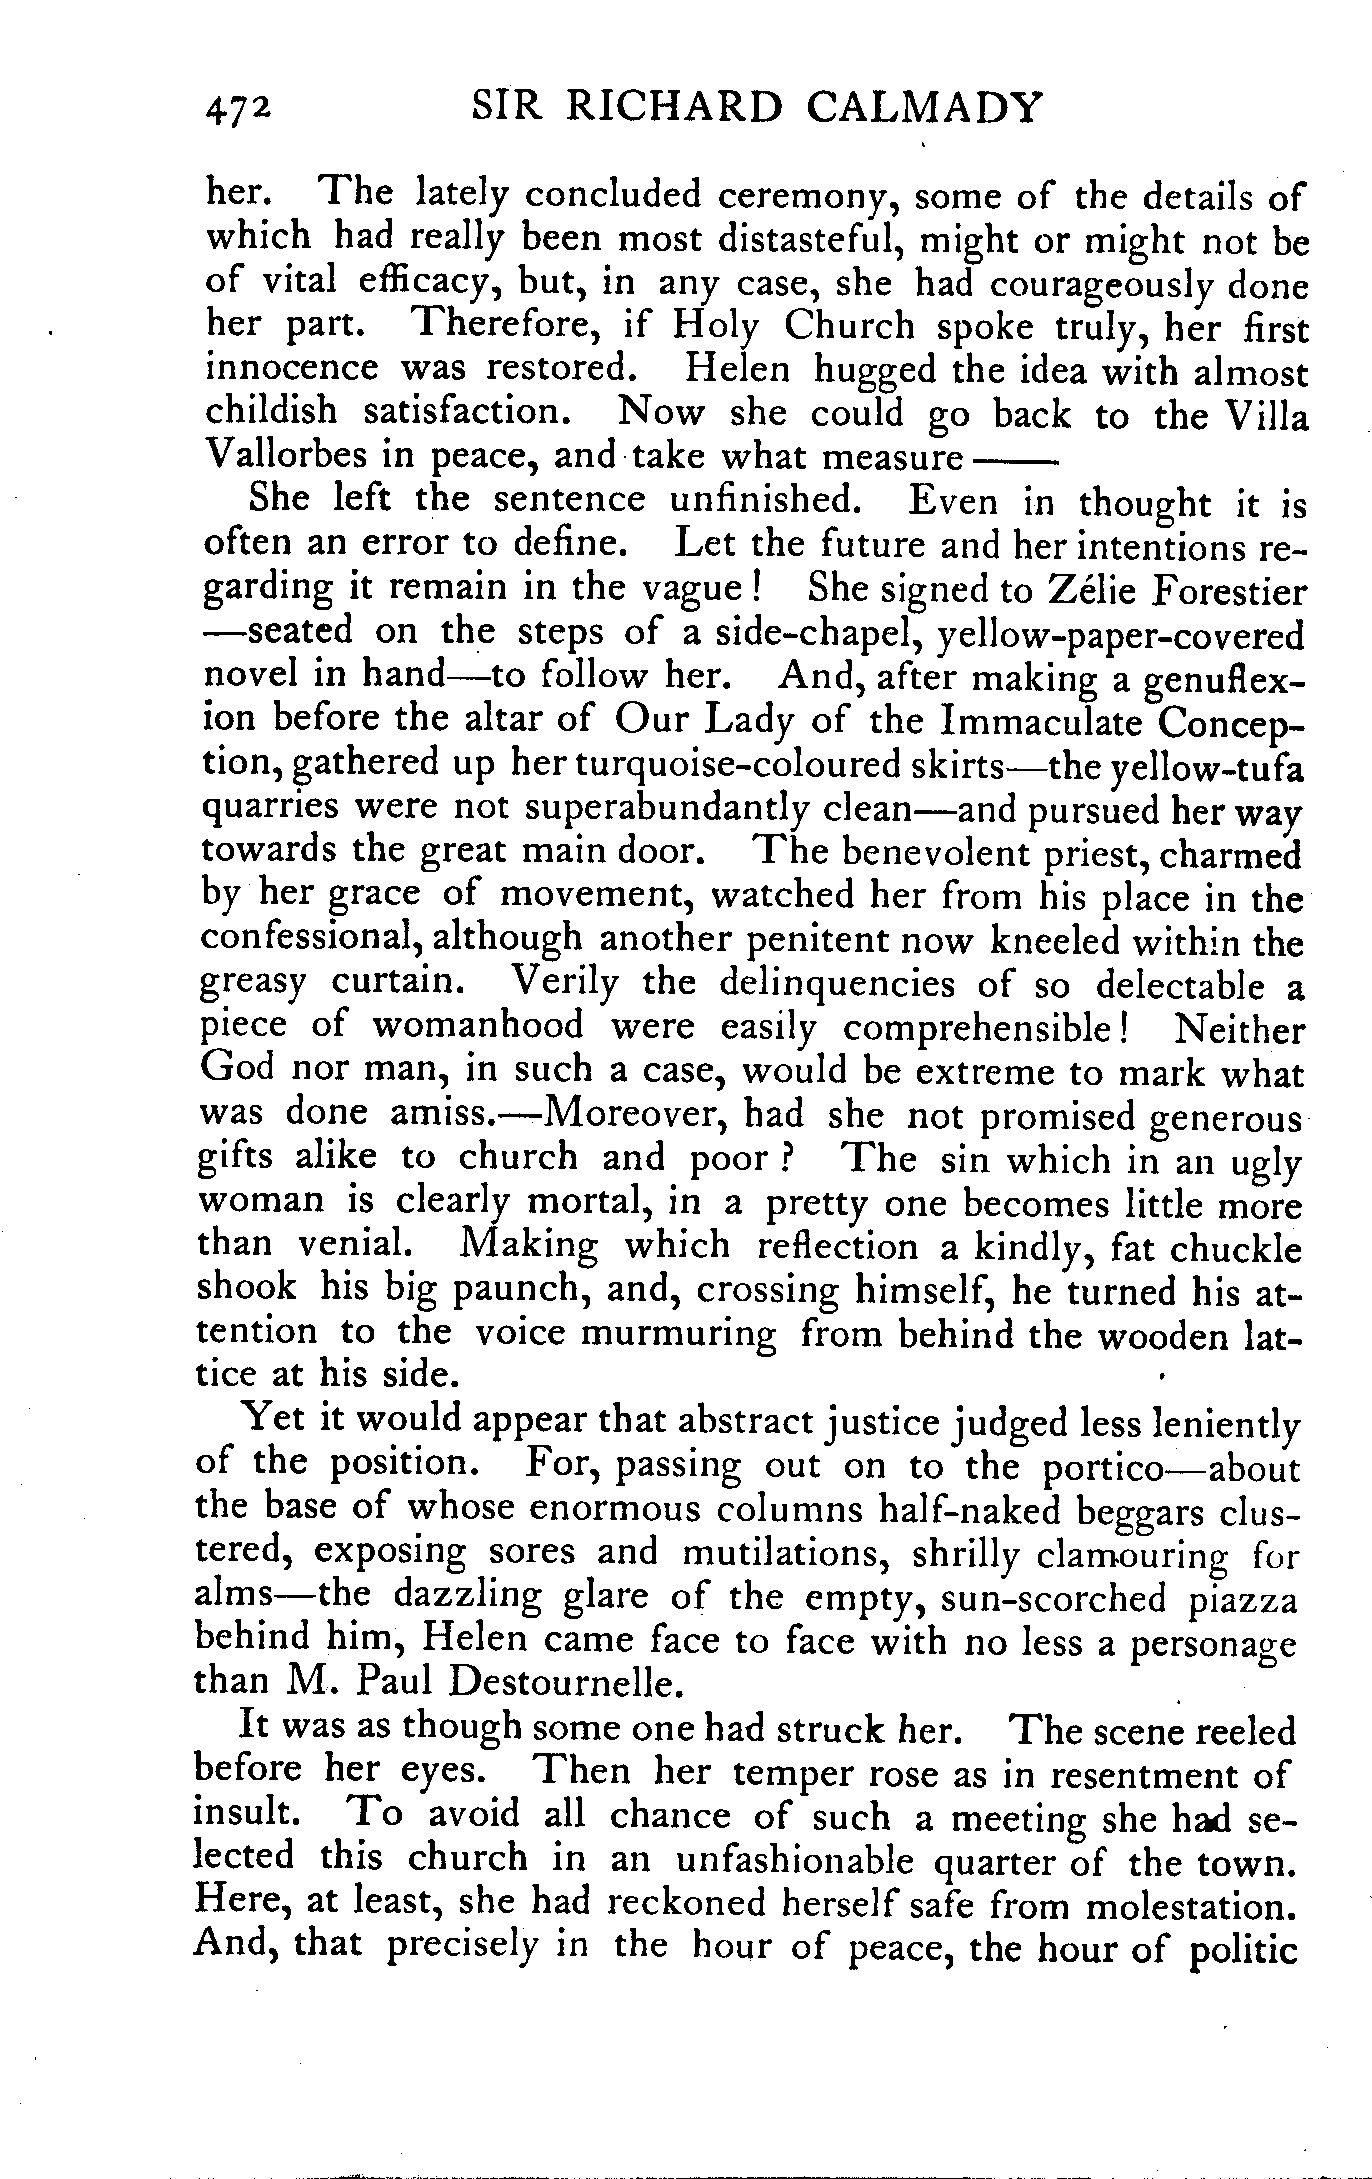 472 SIR RICHARD CALMADY
her. The lately concluded ceremony, some of the details of
which had really been most distasteful, might or might not be
of vital efficacy, but, in any case, she had courageously done
her part. Therefore, if Holy Church spoke truly, her first
innocence was restored. Helen hugged the idea with almost
childish satisfaction. Now she could go back to the Villa
Vallorbes in peace, and take what measure ——
She left the sentence unfinished. Even in thought it is
often an error to define. Let the future and her intentions re-
garding it remain in the vague! She signed to Zélie Forestier
—seated on the steps of a side-chapel, yellow-paper-covered
novel in hand—to follow her. And, after making a genuflex-
ion before the altar of Our Lady of the Immaculate Concep-
tion, gathered up her turquoise-coloured skirts—the yellow-tufa
quarries were not superabundantly clean—and pursued her way
towards the great main door. The benevolent priest, charmed
by her grace of movement, watched her from his place in the
confessional, although another penitent now kneeled within the
greasy curtain. Verily the delinquencies of so delectable a
piece of womanhood were easily comprehensible! Neither
God nor man, in such a case, would be extreme to mark what
was done amiss.—Moreover, had she not promised generous
gifts alike to church and poor? The sin which in an ugly
woman is clearly mortal, in a pretty one becomes little more
than venial. Making which reflection a kindly, fat chuckle
shook his big paunch, and, crossing himself, he turned his at-
tention to the voice murmuring from behind the wooden lat-
tice at his side.
Yet it would appear that abstract justice judged less leniently
of the position. For, passing out on to the portico—about
the base of whose enormous columns half-naked beggars clus-
tered, exposing sores and mutilations, shrilly clamouring for
alms—the dazzling glare of the empty, sun-scorched piazza
behind him, Helen came face to face with no less a personage
than M. Paul Destournelle.
It was as though some one had struck her. The scene reeled
before her eyes. Then her temper rose as in resentment of
insult. To avoid all chance of such a meeting she had se-
lected this church in an unfashionable quarter of the town.
Here, at least, she had reckoned herself safe from molestation.
And, that precisely in the hour of peace, the hour of politic